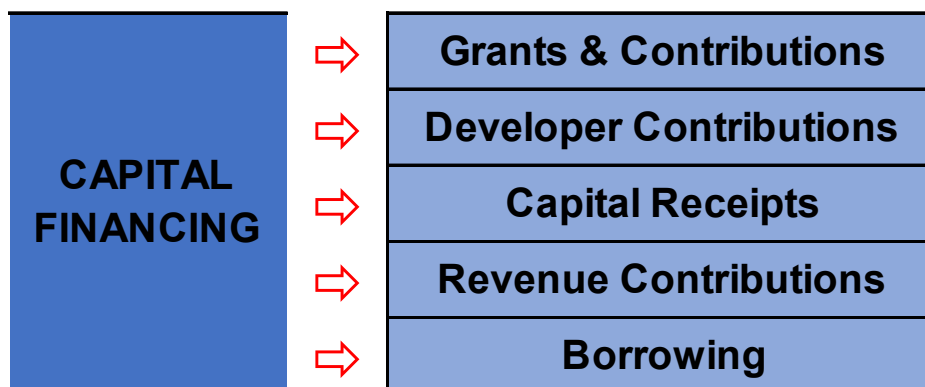 CAPITAL
FINANCING
Grants & Contributions
Developer Contributions
Capital Receipts
Revenue Contributions
Borrowing